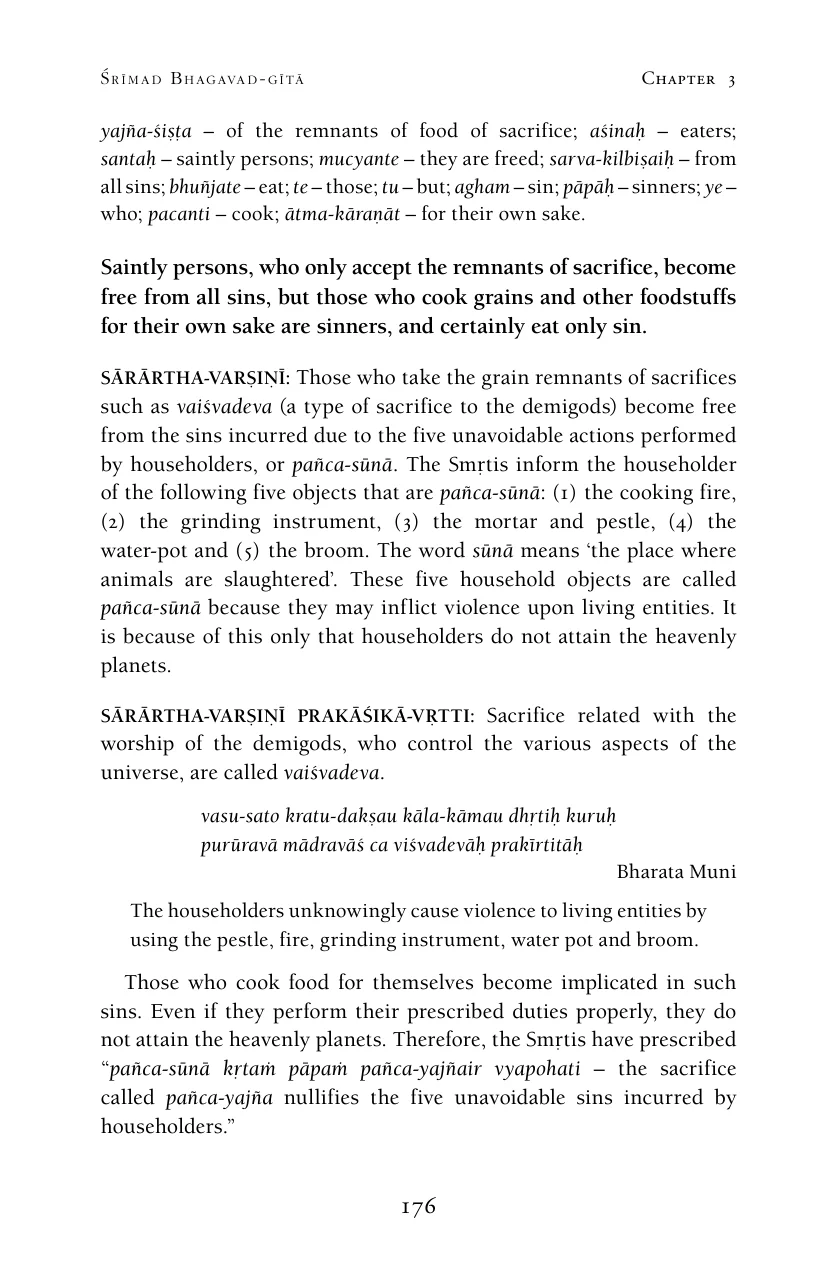 Śrīmad Bhagavad-gītā Chapter 3
yajña-śiṣṭa – of the remnants of food of sacrifice; aśinaḥ – eaters;
santaḥ – saintly persons; mucyante – they are freed; sarva-kilbiṣaiḥ – from
all sins; bhuñjate – eat; te – those; tu – but; agham – sin; pāpāḥ – sinners; ye –
who; pacanti – cook; ātma-kāraṇāt – for their own sake.
Saintly persons, who only accept the remnants of sacrifice, become
free from all sins, but those who cook grains and other foodstuffs
for their own sake are sinners, and certainly eat only sin.
SĀRĀRTHA-VARṢIṆĪ: Those who take the grain remnants of sacrifices
such as vaiśvadeva (a type of sacrifice to the demigods) become free
from the sins incurred due to the five unavoidable actions performed
by householders, or pañca-sūnā. The Smṛtis inform the householder
of the following five objects that are pañca-sūnā: (1) the cooking fire,
(2) the grinding instrument, (3) the mortar and pestle, (4) the
water-pot and (5) the broom. The word sūnā means ‘the place where
animals are slaughtered’. These five household objects are called
pañca-sūnā because they may inflict violence upon living entities. It
is because of this only that householders do not attain the heavenly
planets.
SĀRĀRTHA-VARṢIṆĪ PRAKĀŚIKĀ-VṚTTI: Sacrifice related with the
worship of the demigods, who control the various aspects of the
universe, are called vaiśvadeva.
vasu-sato kratu-dakṣau kāla-kāmau dhṛtiḥ kuruḥ
purūravā mādravāś ca viśvadevāḥ prakīrtitāḥ
Bharata Muni
The householders unknowingly cause violence to living entities by
using the pestle, fire, grinding instrument, water pot and broom.
Those who cook food for themselves become implicated in such
sins. Even if they perform their prescribed duties properly, they do
not attain the heavenly planets. Therefore, the Smṛtis have prescribed
“pañca-sūnā kṛtaṁ pāpaṁ pañca-yajñair vyapohati – the sacrifice
called pañca-yajña nullifies the five unavoidable sins incurred by
householders.”
176